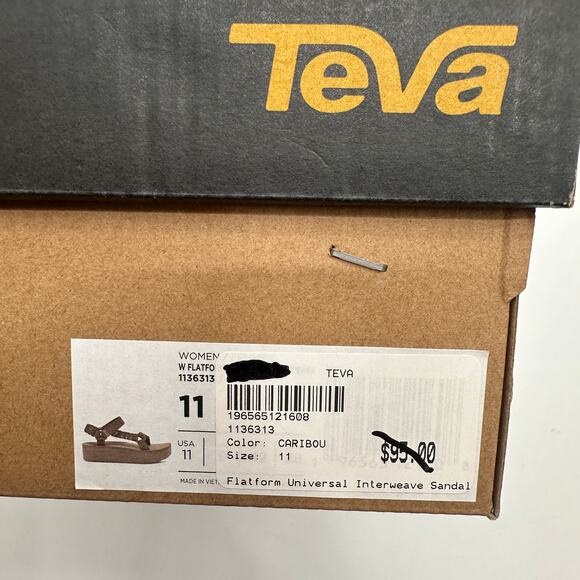 Teva
WOMEN
W FLATFO
1136313
11
USA
11
MADE IN VIET
TEVA
196565121608
1136313
Color: CARIBOU
Size: 11
$95.00
Flatform Universal Interweave Sandal